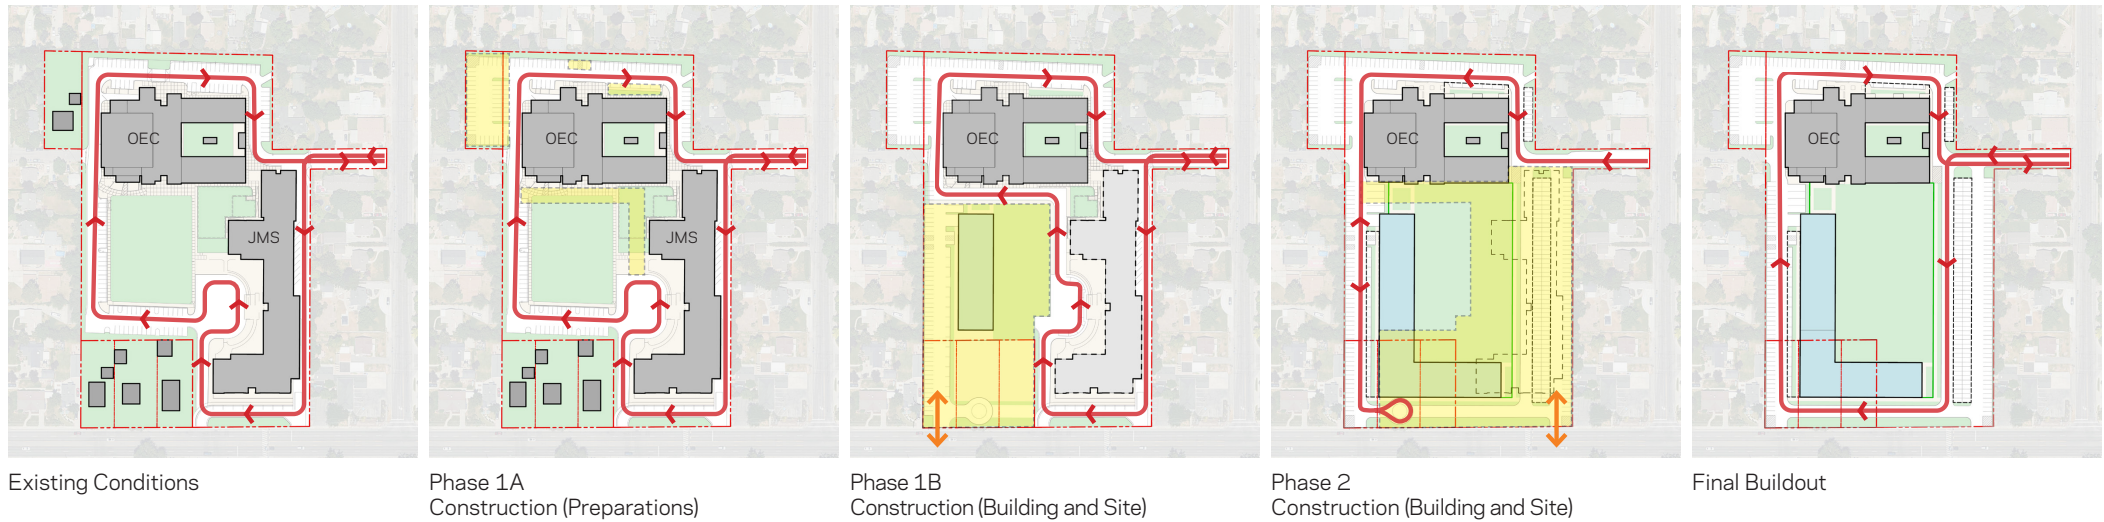 OEC
JMS
Existing Conditions
OEC
JMS
Phase 1A
Construction (Preparations)
OEC
Phase 1B
Construction (Building and Site)
OEC
Phase 2
Construction (Building and Site)
OEC
Final Buildout